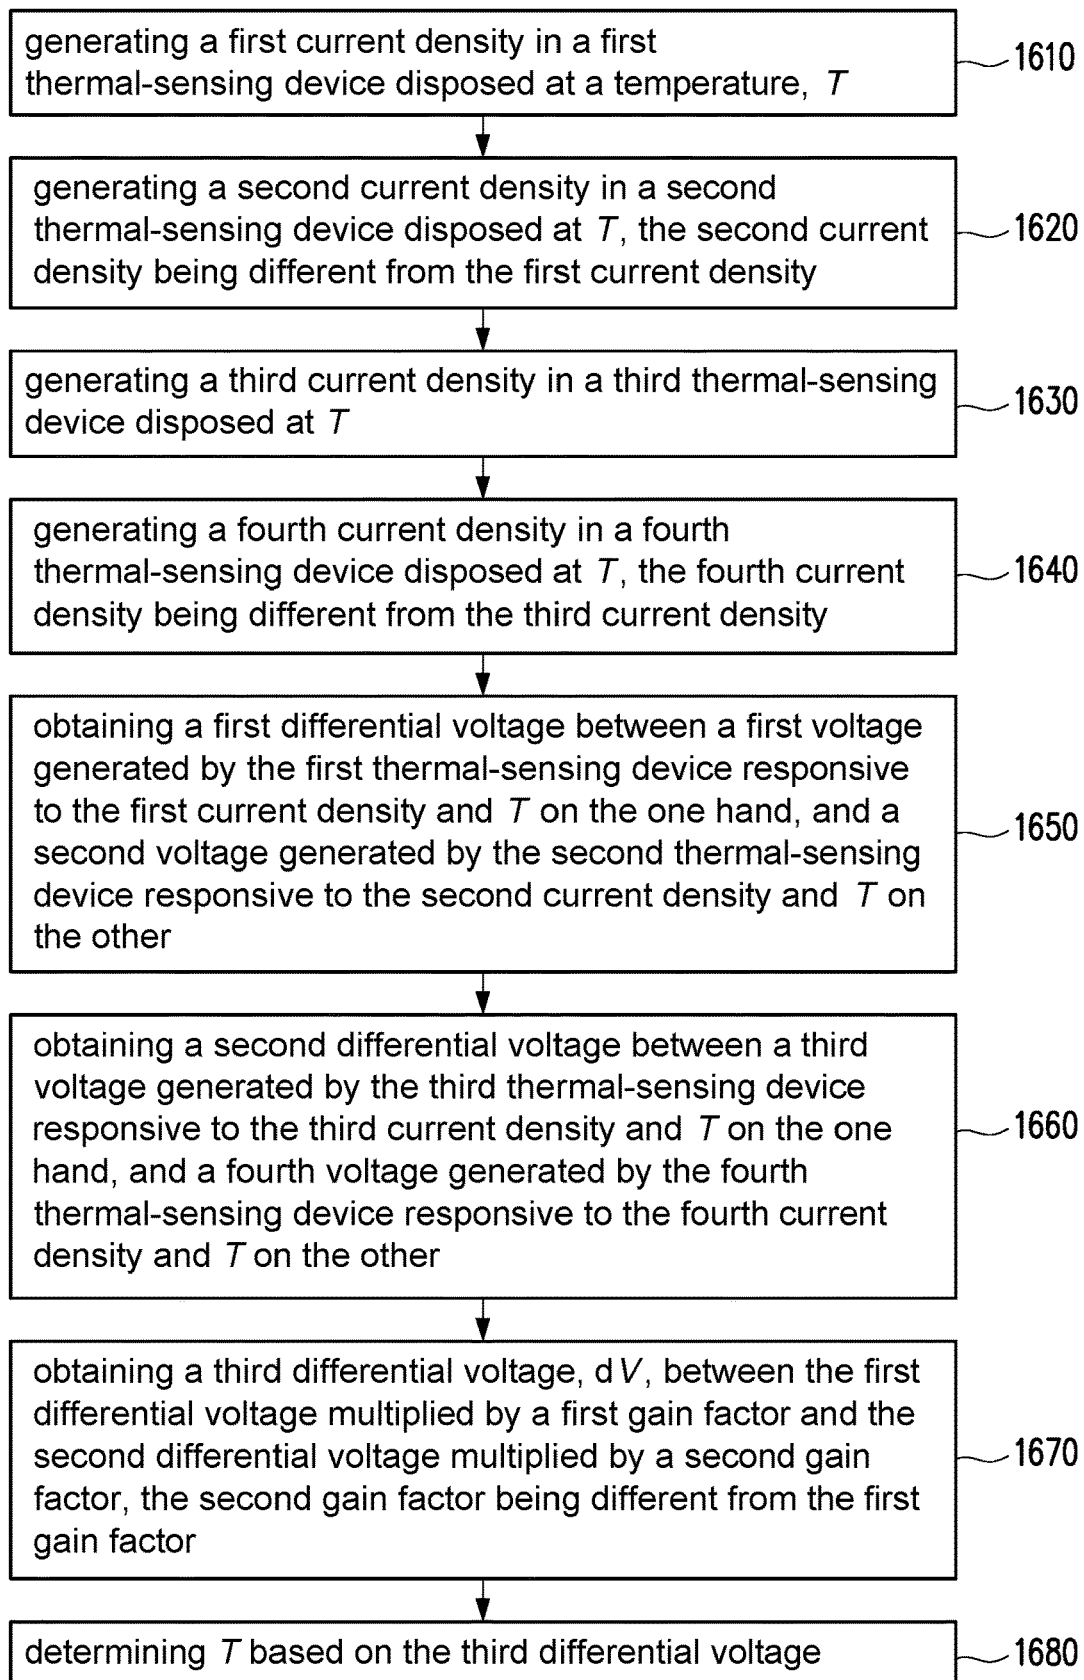 generating a first current density in a first
thermal-sensing device disposed at a temperature, T
1610
generating a second current density in a second
thermal-sensing device disposed at T, the second current
density being different from the first current density
1620
generating a third current density in a third thermal-sensing
device disposed at T
1630
generating a fourth current density in a fourth
thermal-sensing device disposed at T, the fourth current
density being different from the third current density
1640
obtaining a first differential voltage between a first voltage
generated by the first thermal-sensing device responsive
to the first current density and T on the one hand, and a
second voltage generated by the second thermal-sensing
device responsive to the second current density and T on
the other
1650
obtaining a second differential voltage between a third
voltage generated by the third thermal-sensing device
responsive to the third current density and T on the one
hand, and a fourth voltage generated by the fourth
thermal-sensing device responsive to the fourth current
density and T on the other
1660
obtaining a third differential voltage, dV, between the first
differential voltage multiplied by a first gain factor and the
second differential voltage multiplied by a second gain
factor, the second gain factor being different from the first
gain factor
1670
determining T based on the third differential voltage
1680